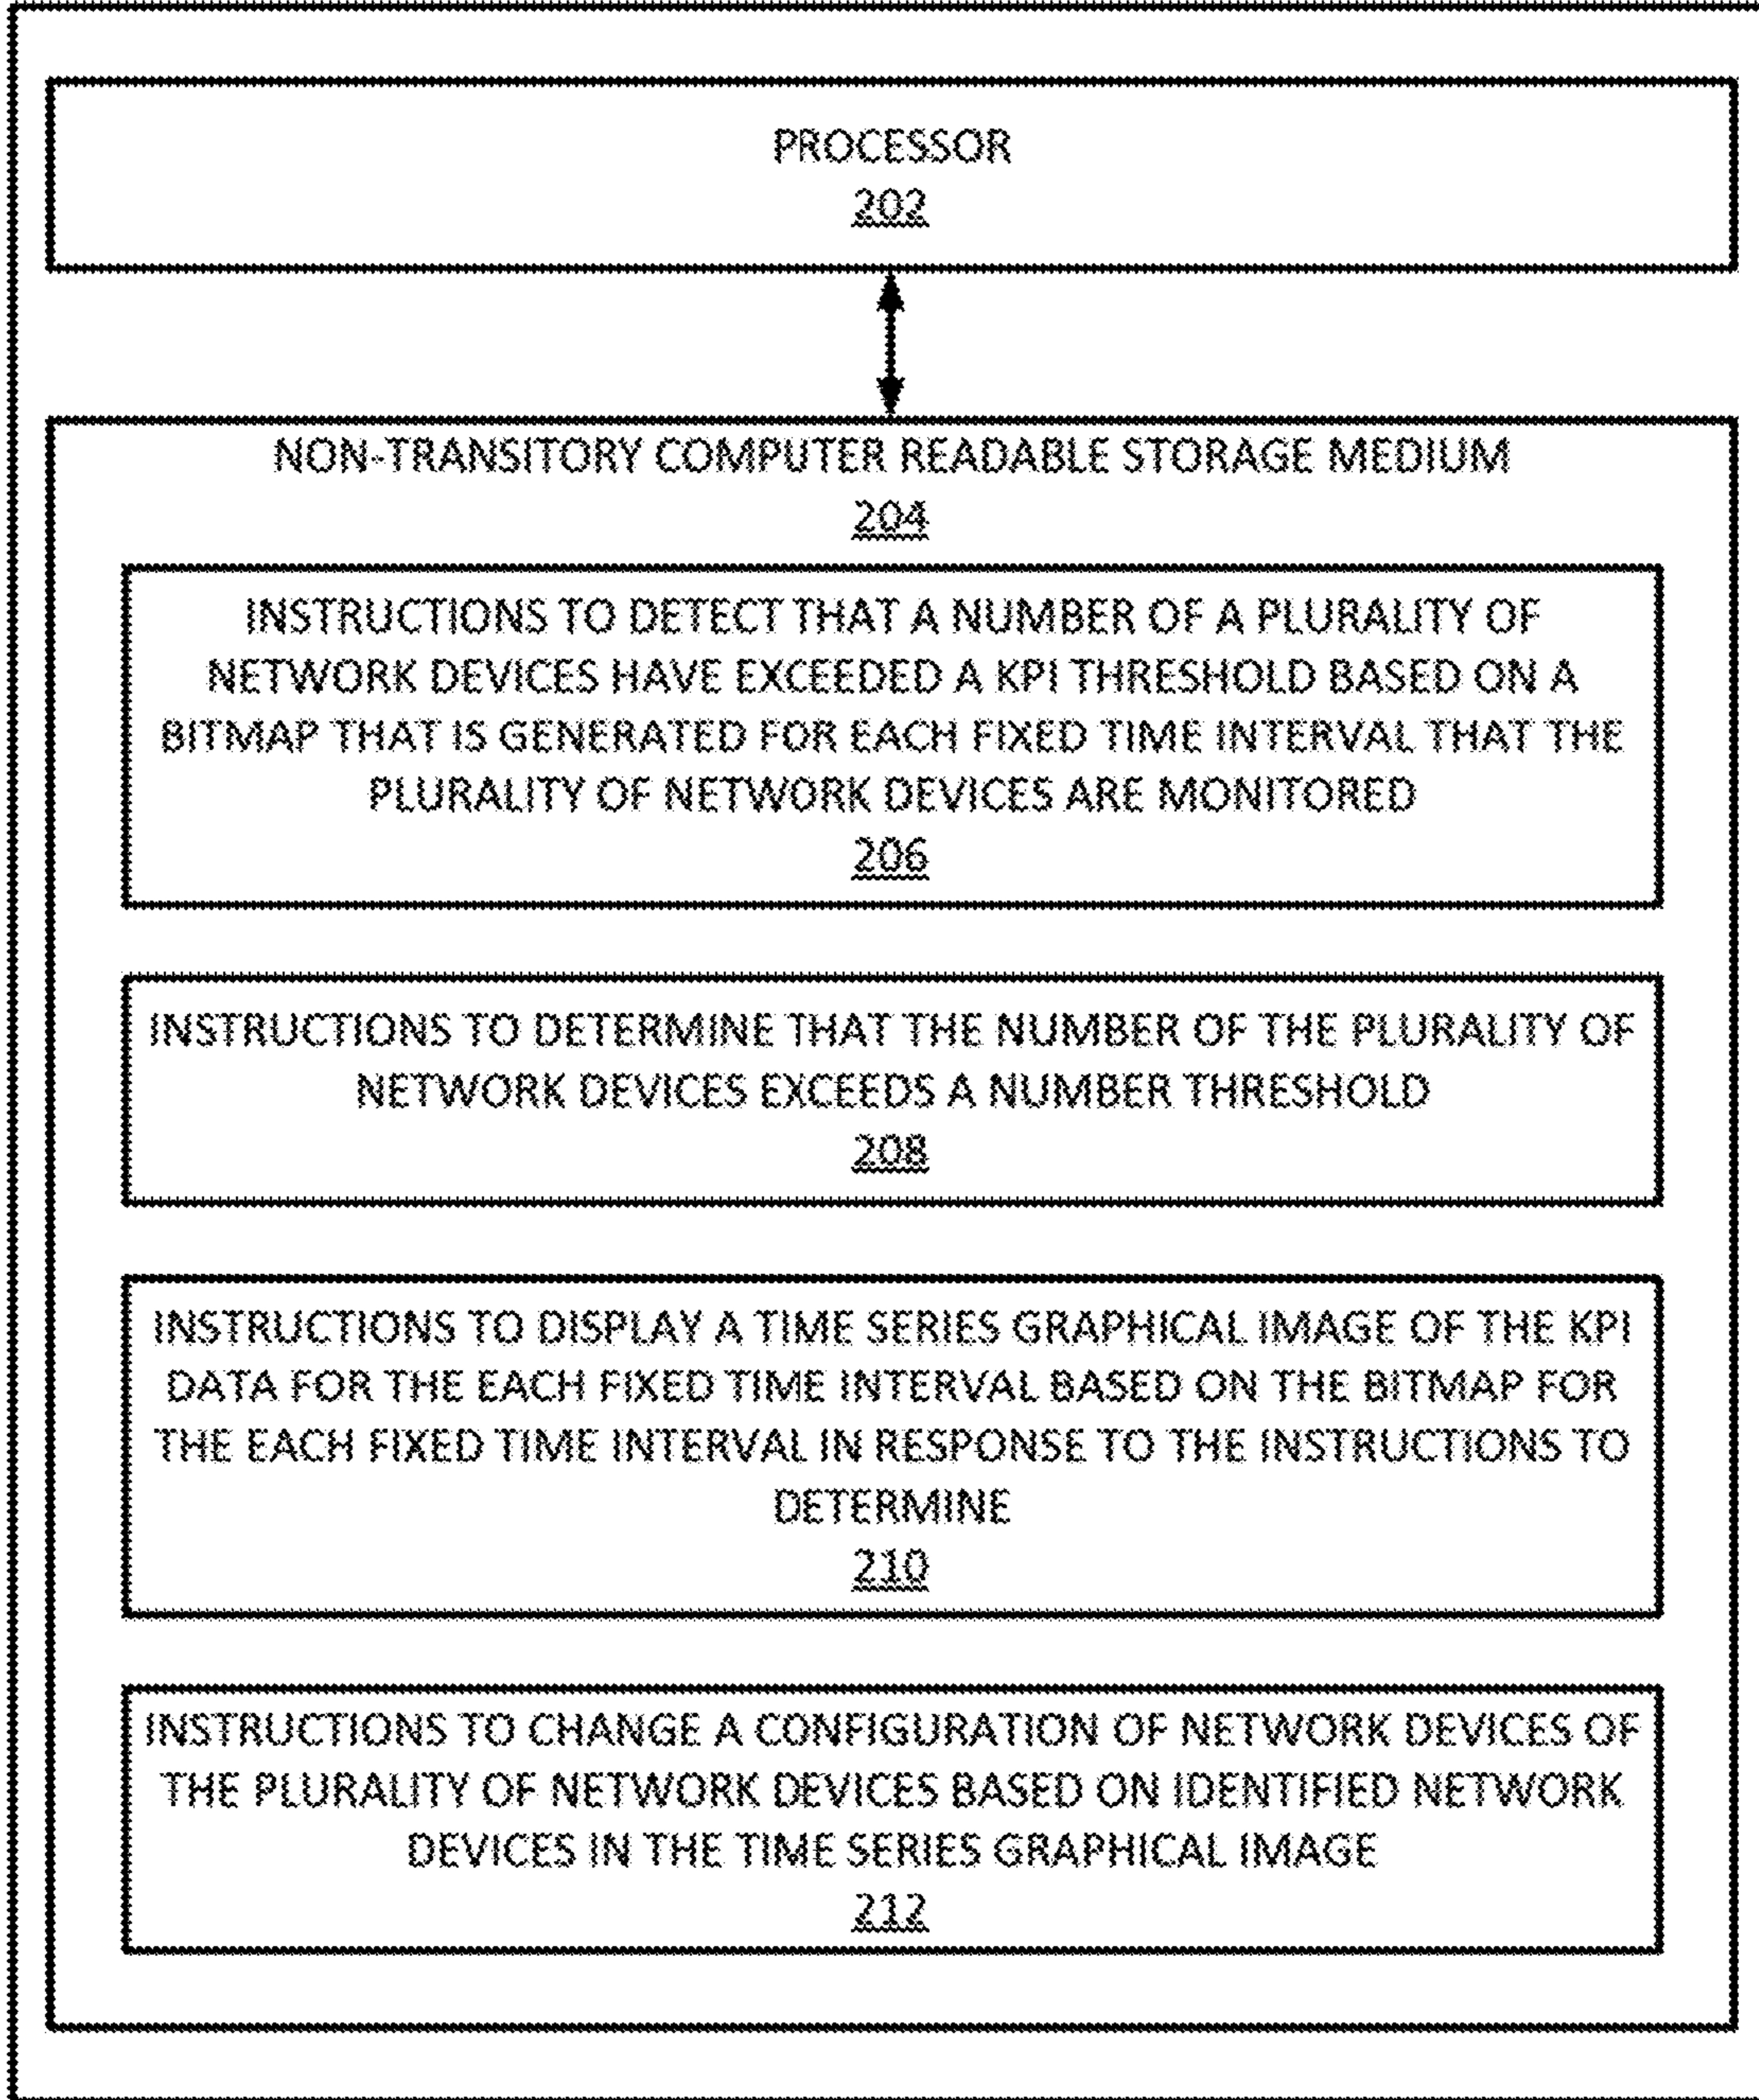 PROCESSOR
202
NON-TRANSITORY COMPUTER READABLE STORAGE MEDIUM
204
INSTRUCTIONS TO DETECT THAT A NUMBER OF A PLURALITY OF
NETWORK DEVICES HAVE EXCEEDED A KPI THRESHOLD BASED ON A
BITMAP THAT IS GENERATED FOR EACH FIXED TIME INTERVAL THAT THE
PLURALITY OF NETWORK DEVICES ARE MONITORED
206
INSTRUCTIONS TO DETERMINE THAT THE NUMBER OF THE PLURALITY OF
NETWORK DEVICES EXCEEDS A NUMBER THRESHOLD
208
INSTRUCTIONS TO DISPLAY A TIME SERIES GRAPHICAL IMAGE OF THE KPI
DATA FOR THE EACH FIXED TIME INTERVAL BASED ON THE BITMAP FOR
THE EACH FIXED TIME INTERVAL IN RESPONSE TO THE INSTRUCTIONS TO
DETERMINE
210
INSTRUCTIONS TO CHANGE A CONFIGURATION OF NETWORK DEVICES OF
THE PLURALITY OF NETWORK DEVICES BASED ON IDENTIFIED NETWORK
DEVICES IN THE TIME SERIES GRAPHICAL IMAGE
212